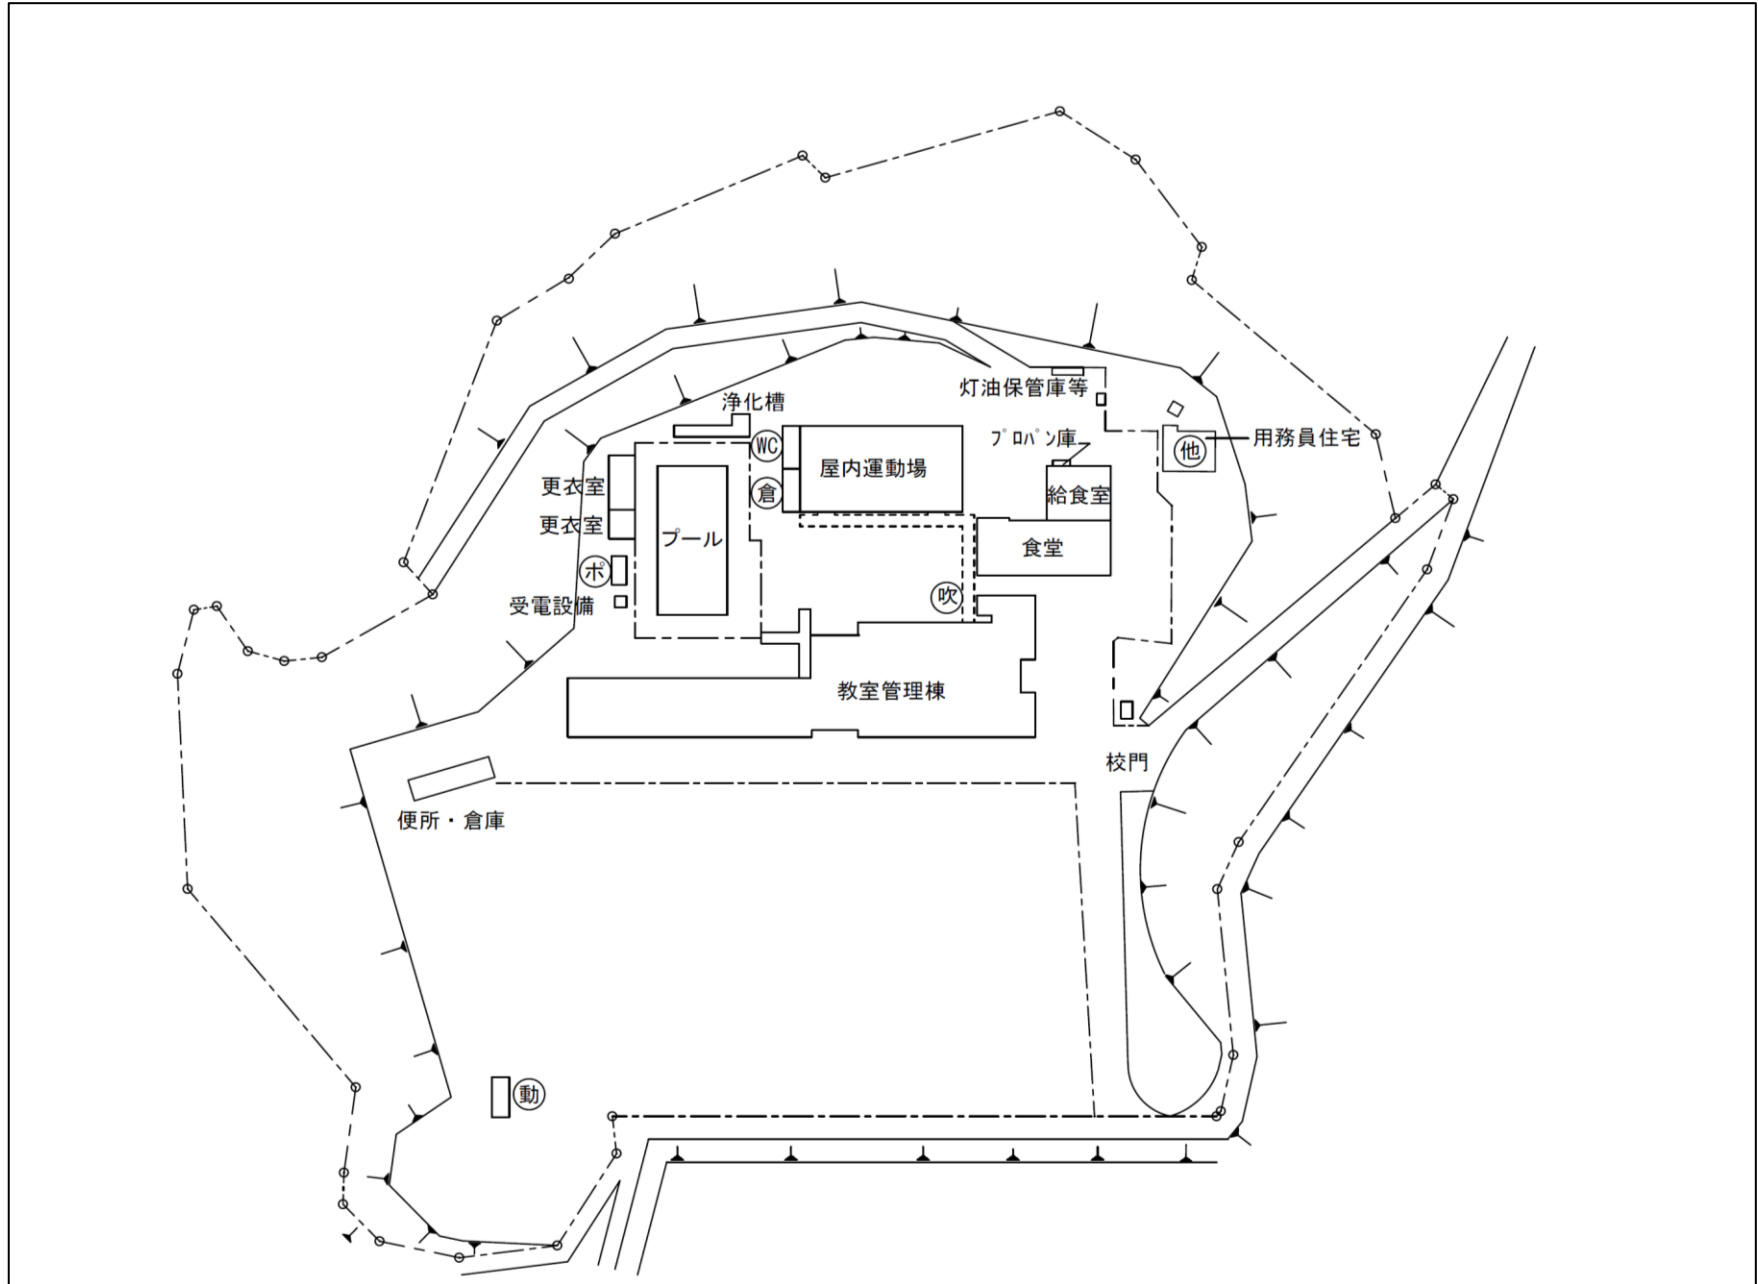 灯油保管庫等
浄化槽
WC
屋内運動場
プロパン庫
他
用務員住宅
更衣室
倉
給食室
更衣室
プール
食堂
ポ
受電設備
吹
教室管理棟
校門
便所・倉庫
動